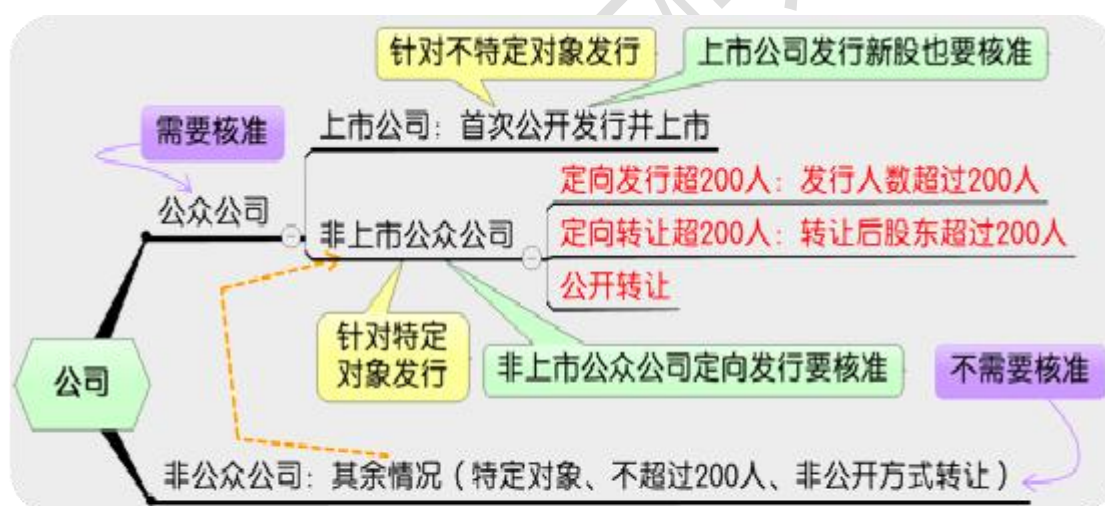 针对不特定对象发行
上市公司发行新股也要核准
需要核准
上市公司：首次公开发行并上市
公众公司
定向发行超200人：发行人数超过200人
非上市公众公司
定向转让超200人：转让后股东超过200人
公开转让
针对特定
对象发行
非上市公众公司定向发行要核准
不需要核准
公司
非公众公司：其余情况（特定对象、不超过200人、非公开方式转让）